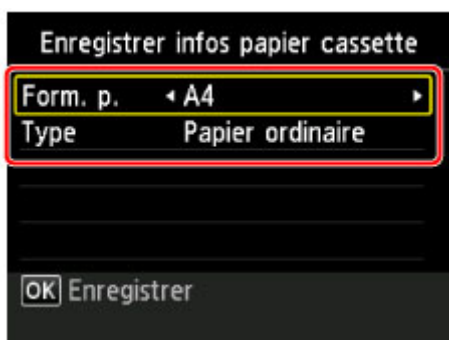 Enregistrer infos papier cassette
Form. p. A4
Type Papier ordinaire
OK Enregistrer